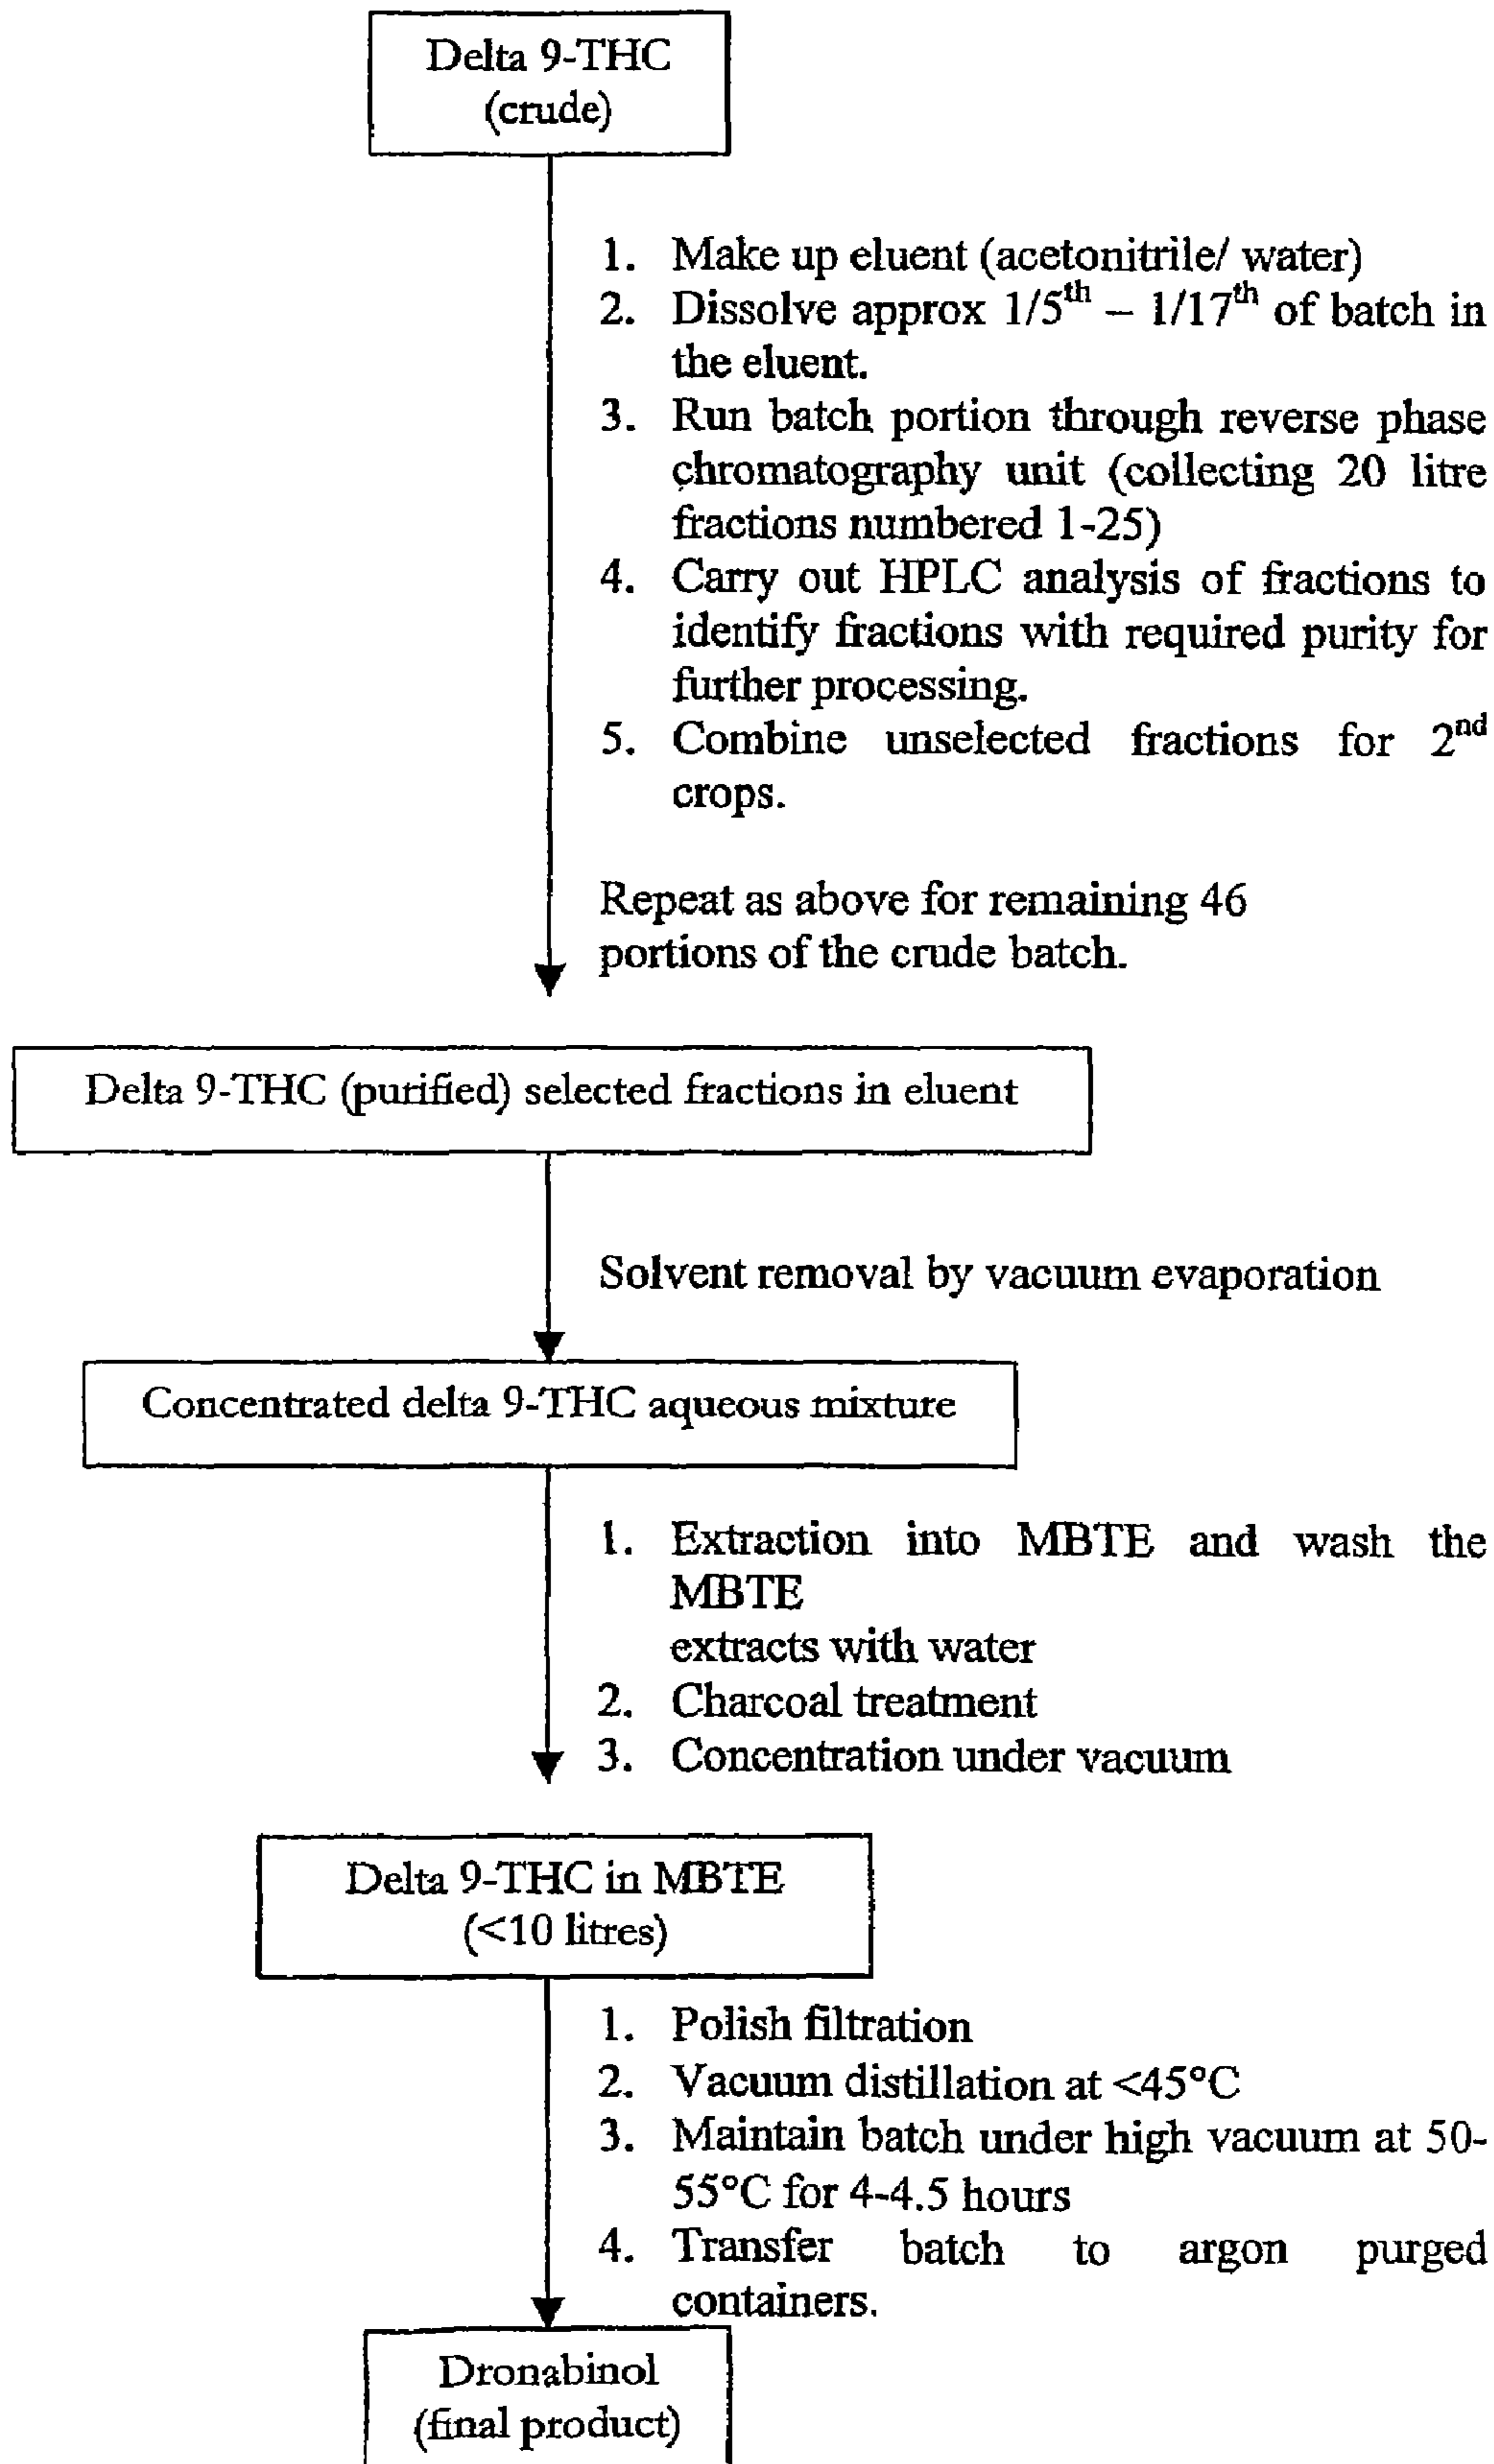 Delta 9-THC
(crude)
1. Make up eluent (acetonitrile/ water)
2. Dissolve approx 1/5th – 1/17th of batch in
the eluent.
3. Run batch portion through reverse phase
chromatography unit (collecting 20 litre
fractions numbered 1-25)
4. Carry out HPLC analysis of fractions to
identify fractions with required purity for
further processing.
5. Combine unselected fractions for 2nd
crops.
Repeat as above for remaining 46
portions of the crude batch.
Delta 9-THC (purified) selected fractions in eluent
Solvent removal by vacuum evaporation
Concentrated delta 9-THC aqueous mixture
1. Extraction into MBTE and wash the
MBTE
extracts with water
2. Charcoal treatment
3. Concentration under vacuum
Delta 9-THC in MBTE
(<10 litres)
1. Polish filtration
2. Vacuum distillation at <45°C
3. Maintain batch under high vacuum at 50-
55°C for 4-4.5 hours
4. Transfer batch to argon purged
containers.
Dronabinol
(final product)